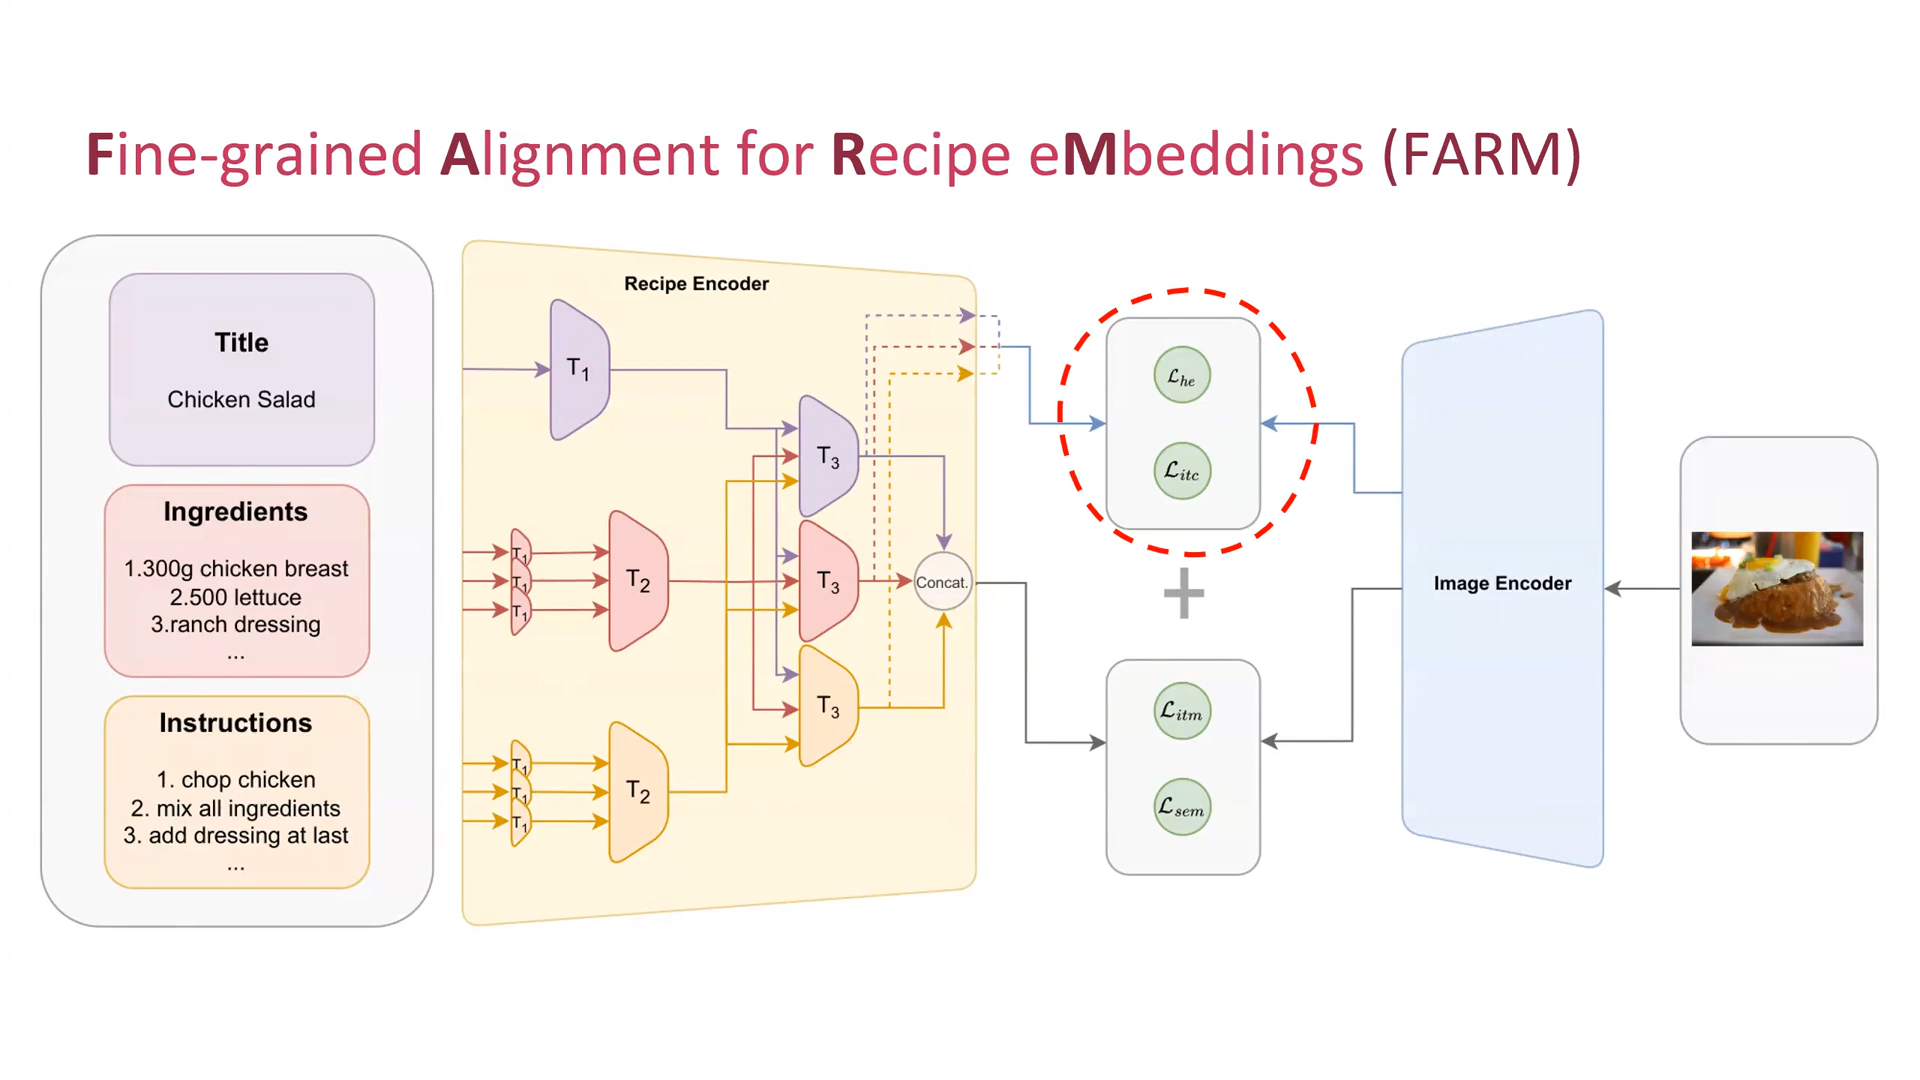 Fine-grained Alignment for Recipe eMbeddings (FARM)
Title
Chicken Salad
Ingredients
1.300g chicken breast
2.500 lettuce
3.ranch dressing
...
Instructions
1. chop chicken
2. mix all ingredients
3. add dressing at last
...
Recipe Encoder
T1
T1
T1
T1
T2
T1
T1
T1
T2
T3
T3
T3
Concat.
ℒhe
ℒitc
+
ℒitm
ℒsem
Image Encoder